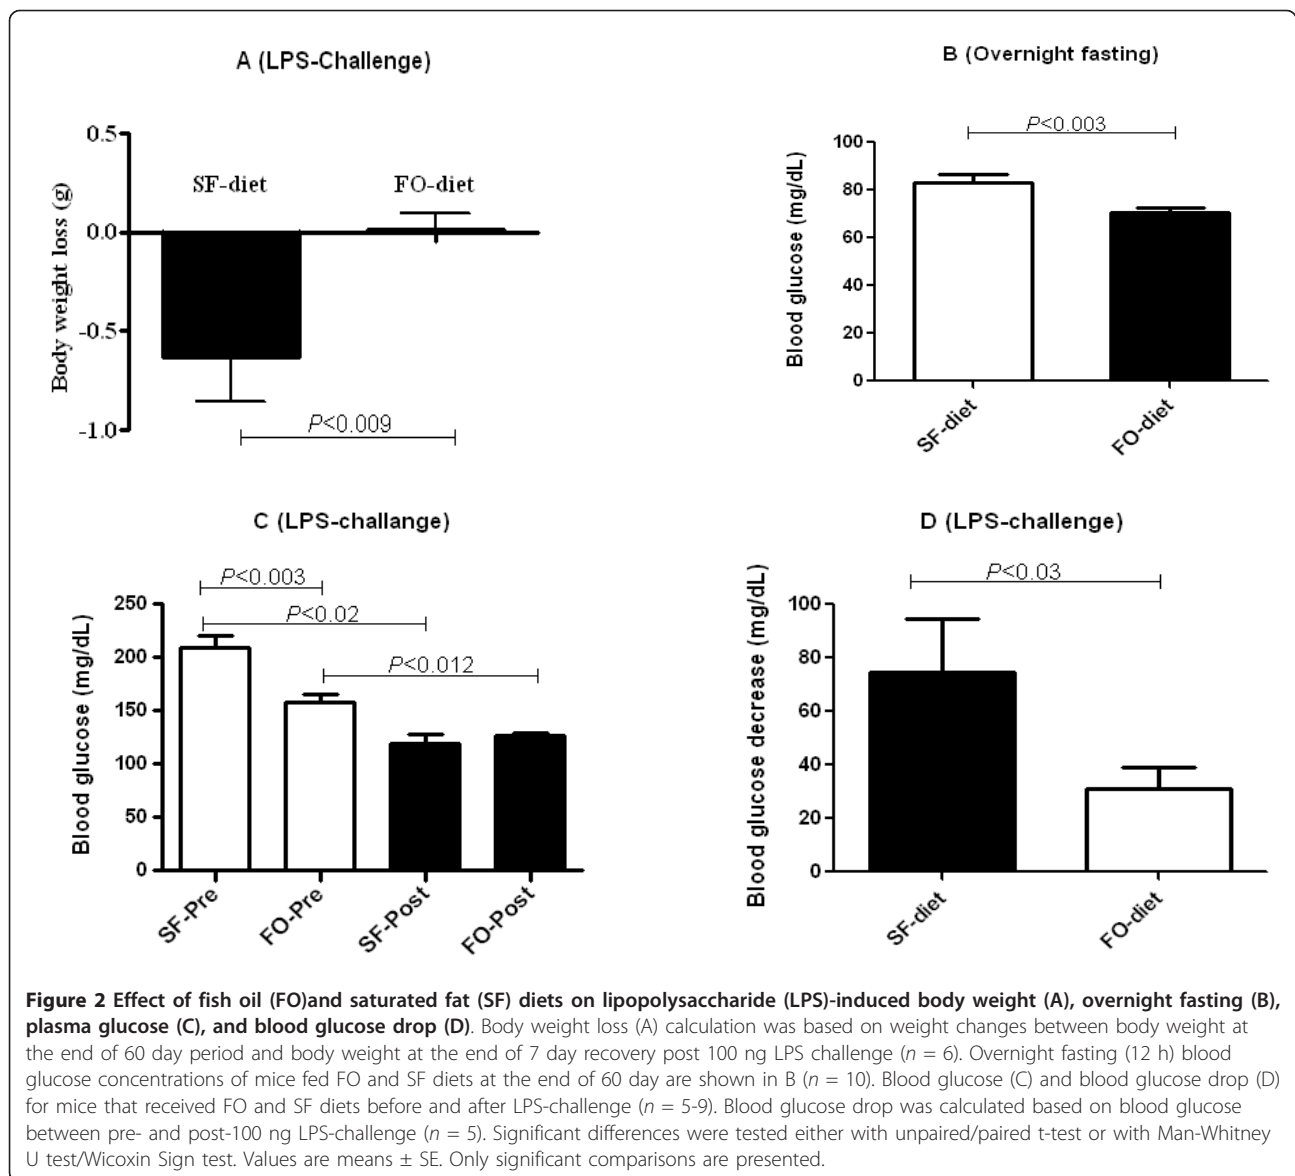 A (LPS-Challenge)
0.5
0.0
-0.5
-1.0
Body weight loss (g)
SF-diet
FO-diet
P<0.009
B (Overnight fasting)
P<0.003
100
80
60
40
20
0
Blood glucose (mg/dL)
SF-diet
FO-diet
C (LPS-challange)
P<0.003
P<0.02
P<0.012
250
200
150
100
50
0
Blood glucose (mg/dL)
SF-Pre
FO-Pre
SF-Post
FO-Post
D (LPS-challenge)
P<0.03
100
80
60
40
20
0
Blood glucose decrease (mg/dL)
SF-diet
FO-diet
Figure 2 Effect of fish oil (FO)and saturated fat (SF) diets on lipopolysaccharide (LPS)-induced body weight (A), overnight fasting (B),
plasma glucose (C), and blood glucose drop (D). Body weight loss (A) calculation was based on weight changes between body weight at
the end of 60 day period and body weight at the end of 7 day recovery post 100 ng LPS challenge (n = 6). Overnight fasting (12 h) blood
glucose concentrations of mice fed FO and SF diets at the end of 60 day are shown in B (n = 10). Blood glucose (C) and blood glucose drop (D)
for mice that received FO and SF diets before and after LPS-challenge (n = 5-9). Blood glucose drop was calculated based on blood glucose
between pre- and post-100 ng LPS-challenge (n = 5). Significant differences were tested either with unpaired/paired t-test or with Man-Whitney
U test/Wicoxin Sign test. Values are means ± SE. Only significant comparisons are presented.